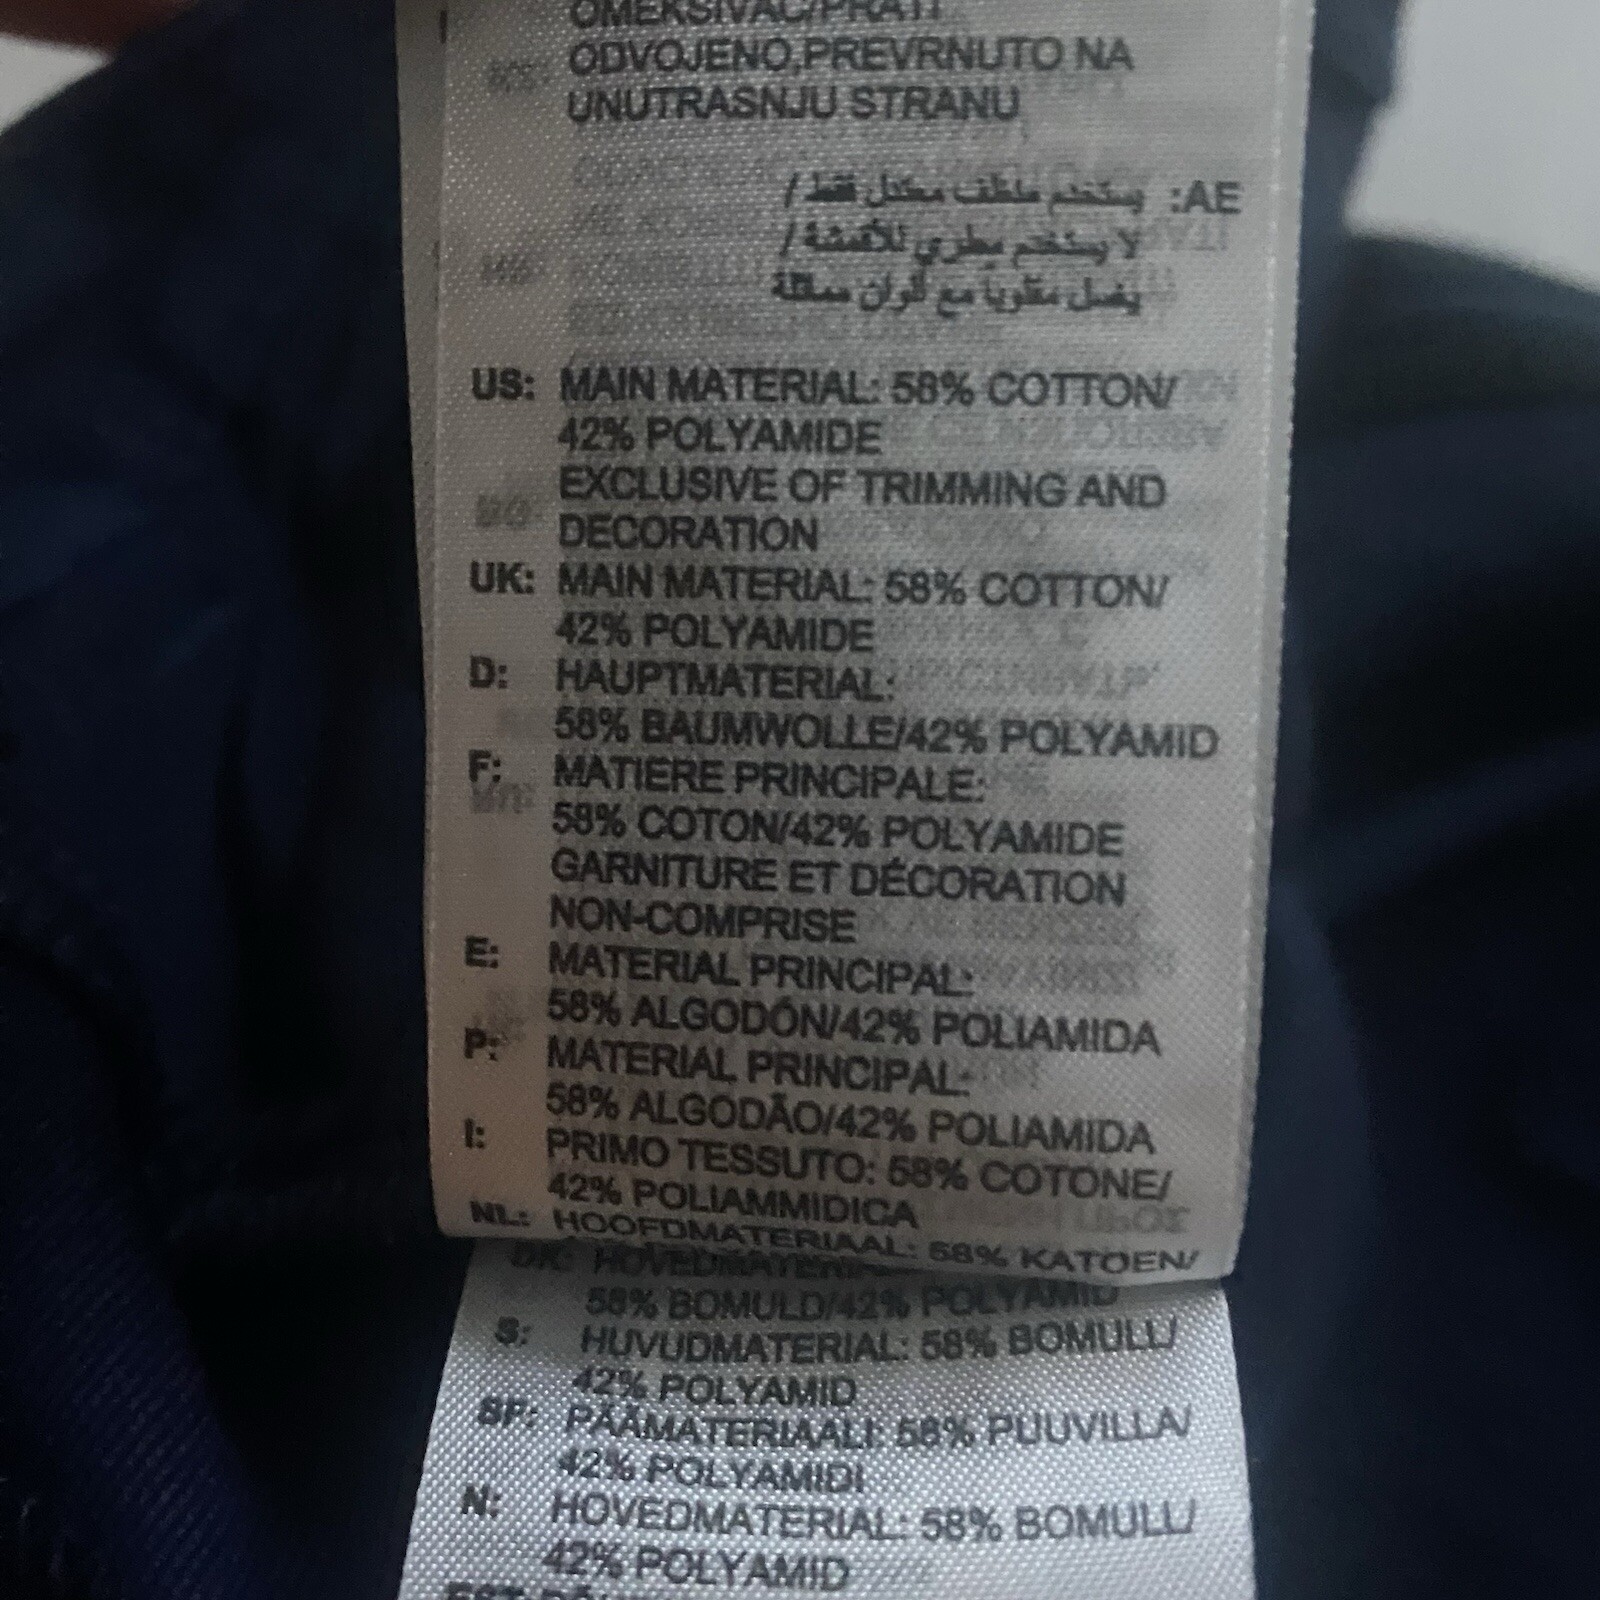 OMEKSIVAC/PRATI
ODVOJENO,PREVRNUTO NA
UNUTRASNJU STRANU
AE: يستخدم منظف معتدل فقط/
لا يستخدم مطري للأقمشة/
يغسل مقلوبا مع ألوان مماثلة
US: MAIN MATERIAL: 58% COTTON/
42% POLYAMIDE
EXCLUSIVE OF TRIMMING AND
DECORATION
UK: MAIN MATERIAL: 58% COTTON/
42% POLYAMIDE
D: HAUPTMATERIAL:
58% BAUMWOLLE/42% POLYAMID
F: MATIERE PRINCIPALE:
58% COTON/42% POLYAMIDE
GARNITURE ET DÉCORATION
NON-COMPRISE
E: MATERIAL PRINCIPAL:
58% ALGODÓN/42% POLIAMIDA
P: MATERIAL PRINCIPAL:
58% ALGODÃO/42% POLIAMIDA
I: PRIMO TESSUTO: 58% COTONE/
42% POLIAMMIDICA
NL: HOOFDMATERIAAL: 58% KATOEN/
DK:
58% BOMULD/42% POLYAMID
S: HUVUDMATERIAL: 58% BOMULL/
42% POLYAMID
SF: PÄÄMATERIAALI: 58% PUUVILLA/
42% POLYAMIDI
N: HOVEDMATERIAL: 58% BOMULL/
42% POLYAMID